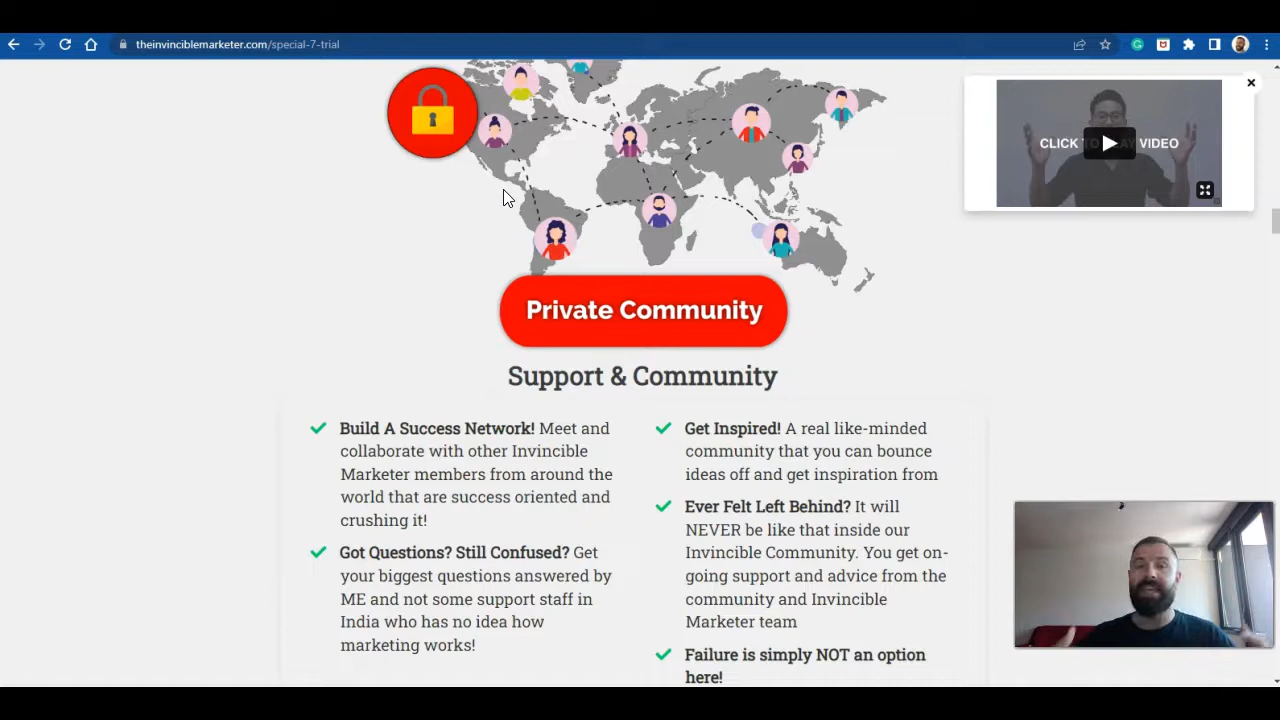 theinvinciblemarketer.com/special-7-trial
Private Community
Support & Community
Build A Success Network! Meet and
collaborate with other Invincible
Marketer members from around the
world that are success oriented and
crushing it!
Got Questions? Still Confused? Get
your biggest questions answered by
ME and not some support staff in
India who has no idea how
marketing works!
Get Inspired! A real like-minded
community that you can bounce
ideas off and get inspiration from
Ever Felt Left Behind? It will
NEVER be like that inside our
Invincible Community. You get on-
going support and advice from the
community and Invincible
Marketer team
Failure is simply NOT an option
here!